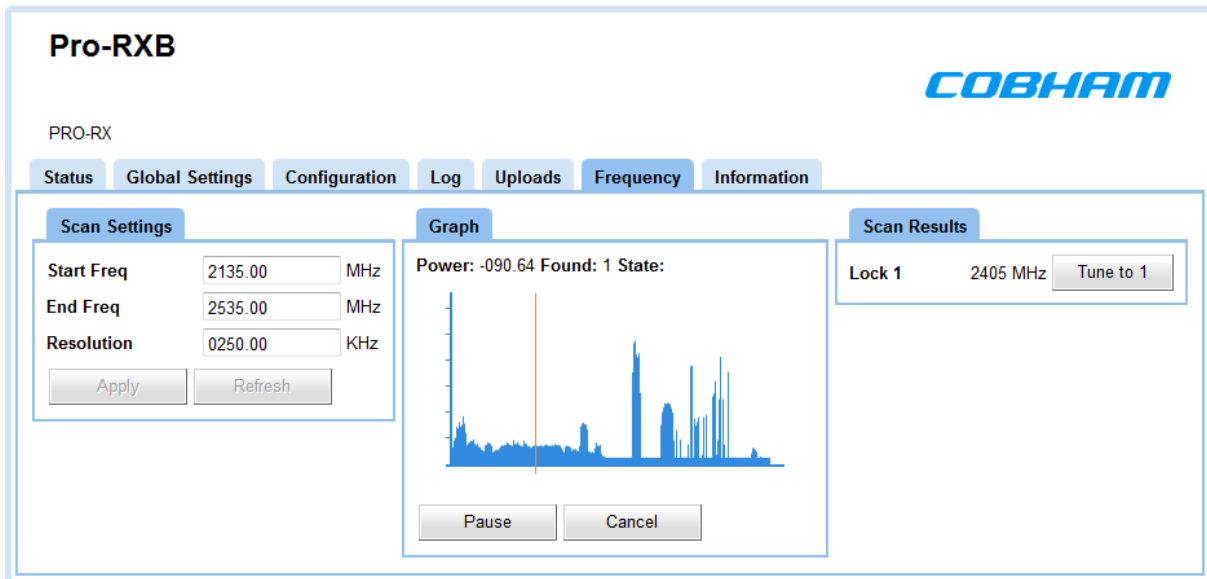 Pro-RXB
COBHAM
PRO-RX
Status Global Settings Configuration Log Uploads Frequency Information
Scan Settings
Start Freq 2135.00 MHz
End Freq 2535.00 MHz
Resolution 0250.00 KHz
Apply Refresh
Graph
Power: -090.64 Found: 1 State:
Pause Cancel
Scan Results
Lock 1 2405 MHz Tune to 1